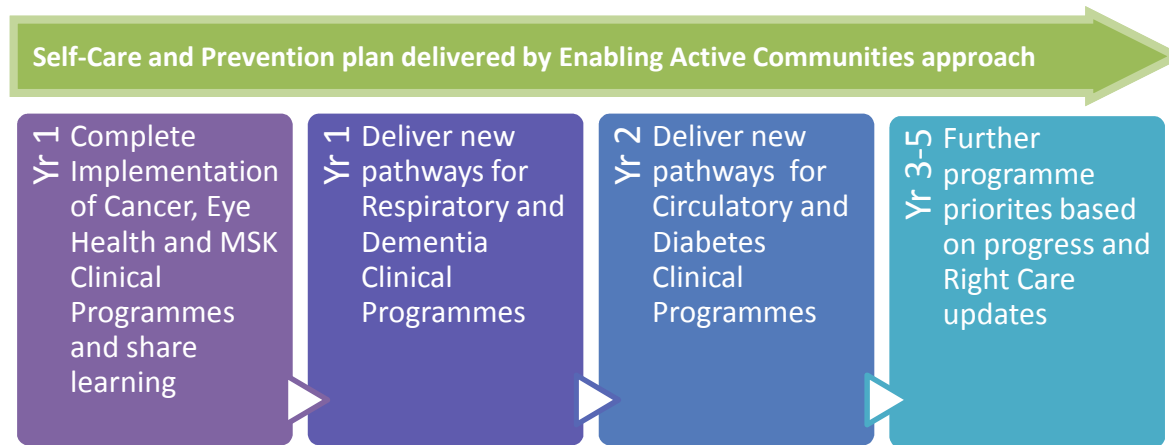 Self-Care and Prevention plan delivered by Enabling Active Communities approach
Yr 1
Complete
Implementation
of Cancer, Eye
Health and MSK
Clinical
Programmes
and share
learning
Yr 1
Deliver new
pathways for
Respiratory and
Dementia
Clinical
Programmes
Yr 2
Deliver new
pathways for
Circulatory and
Diabetes
Clinical
Programmes
Yr 3-5
Further
programme
priorites based
on progress and
Right Care
updates